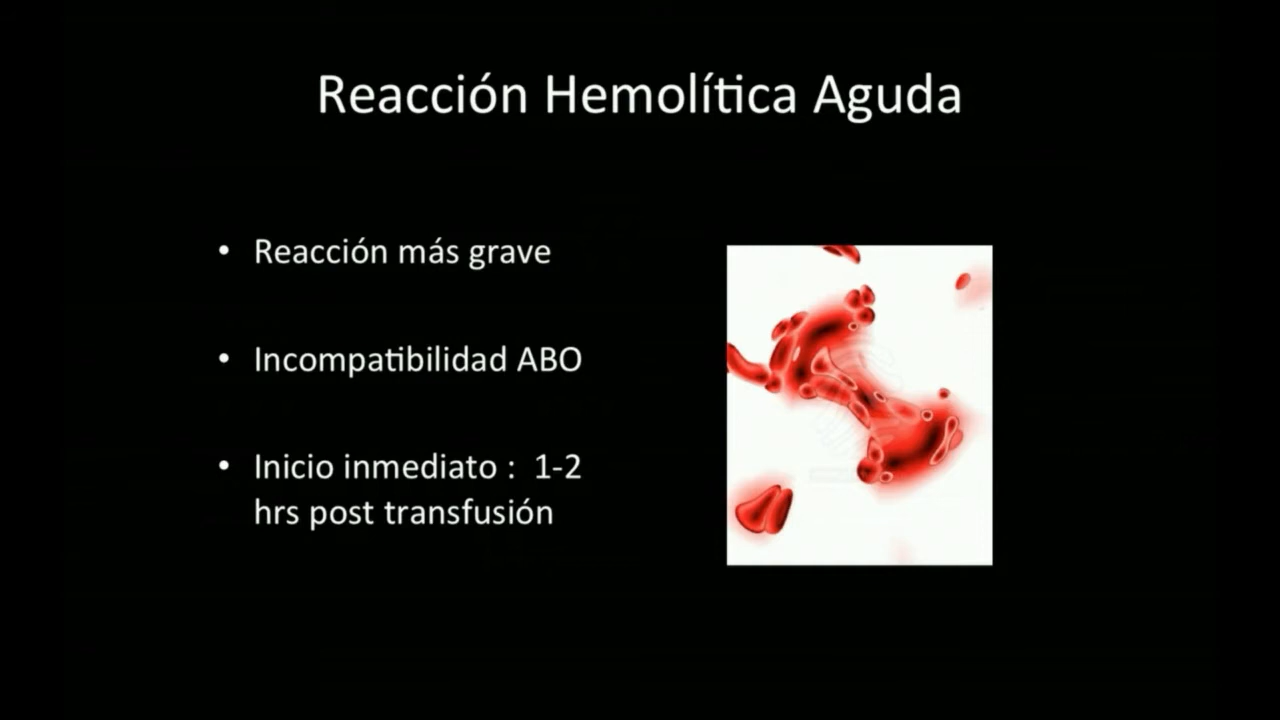 Reacción Hemolítica Aguda
• Reacción más grave
• Incompatibilidad ABO
• Inicio inmediato : 1-2
hrs post transfusión